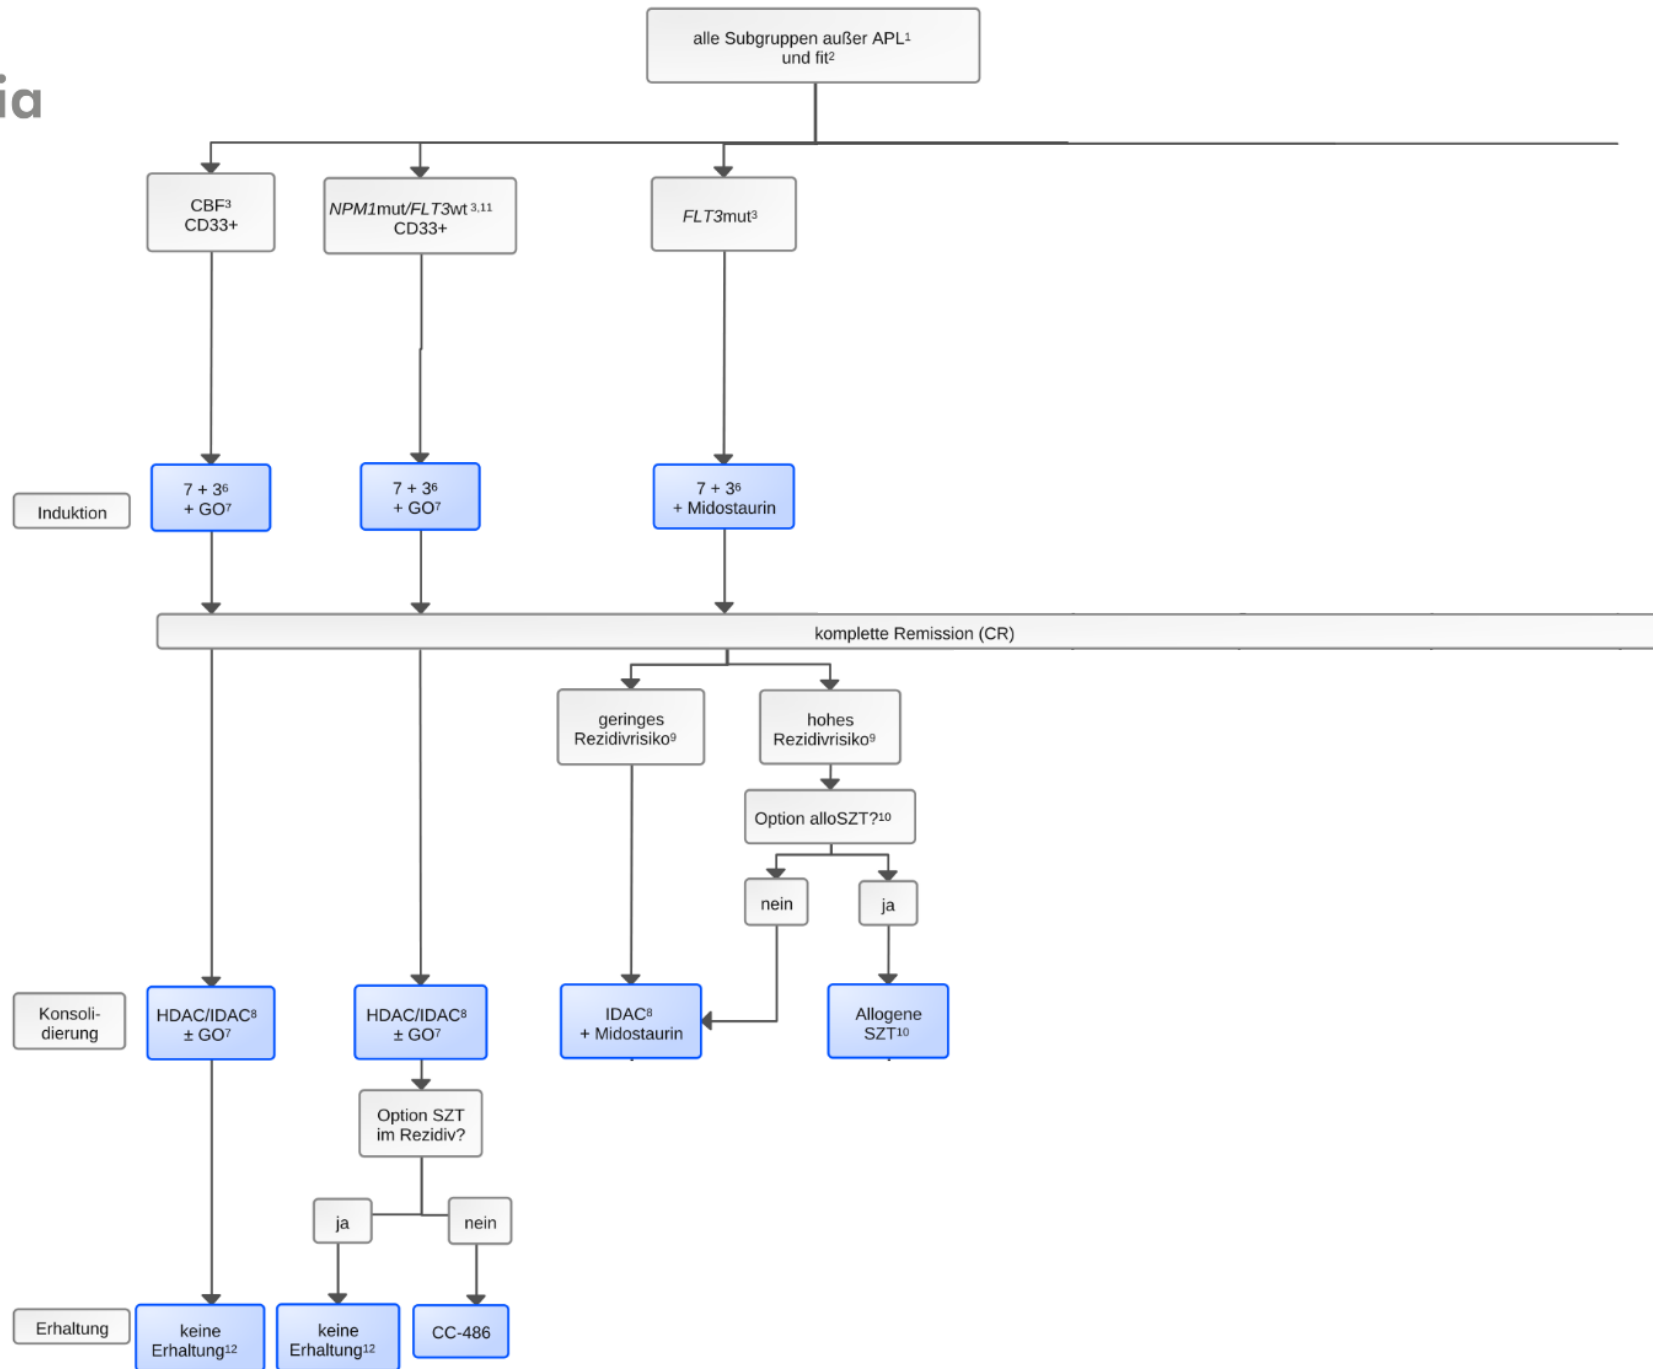 alle Subgruppen außer APL¹
und fit²
ia
CBF³
CD33+
NPM1mut/FLT3wt ³,¹¹
CD33+
FLT3mut³
Induktion
7 + 3⁶
+ GO⁷
7 + 3⁶
+ GO⁷
7 + 3⁶
+ Midostaurin
komplette Remission (CR)
geringes
Rezidivrisiko⁹
hohes
Rezidivrisiko⁹
Option alloSZT?¹⁰
nein
ja
Konsoli-
dierung
HDAC/IDAC⁸
± GO⁷
HDAC/IDAC⁸
± GO⁷
IDAC⁸
+ Midostaurin
Allogene
SZT¹⁰
Option SZT
im Rezidiv?
ja
nein
Erhaltung
keine
Erhaltung¹²
keine
Erhaltung¹²
CC-486